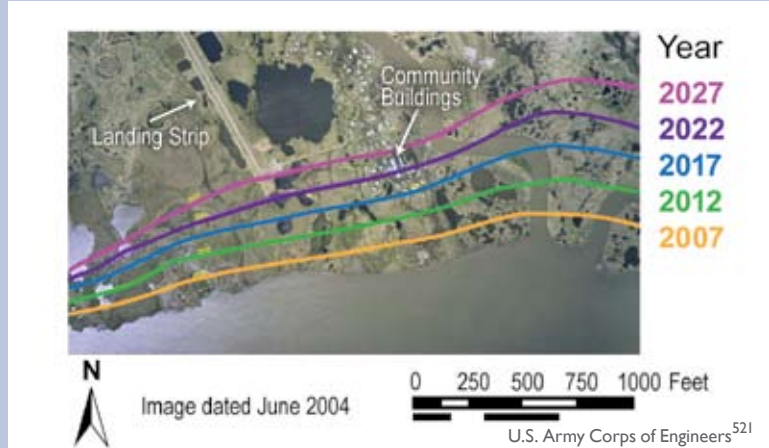 Year
2027
2022
2017
2012
2007
Community
Buildings
Landing Strip
N
Image dated June 2004
0 250 500 750 1000 Feet
U.S. Army Corps of Engineers521